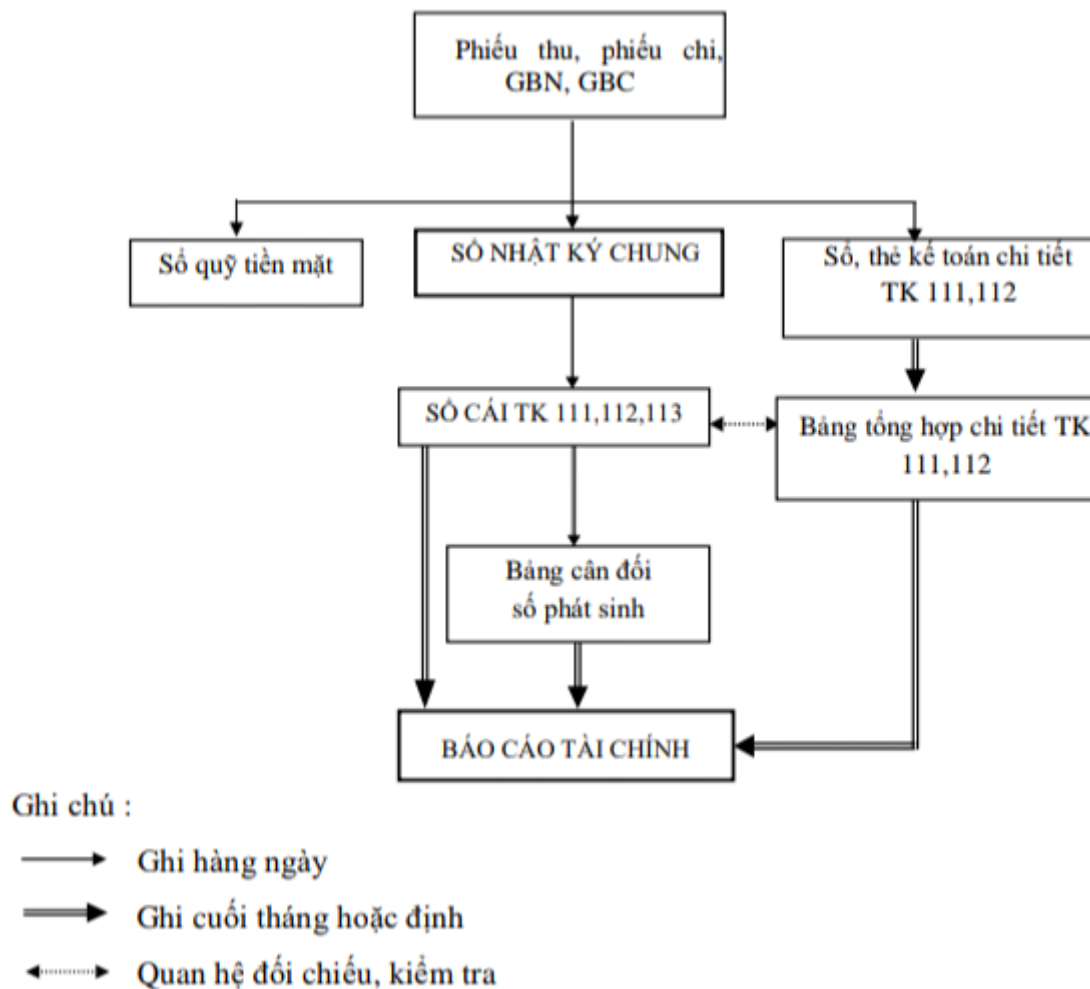 Phiếu thu, phiếu chi,
GBN, GBC
Sổ quỹ tiền mặt
SỔ NHẬT KÝ CHUNG
Sổ, thẻ kế toán chi tiết
TK 111,112
SỔ CÁI TK 111,112,113
Bảng tổng hợp chi tiết TK
111,112
Bảng cân đối
số phát sinh
BÁO CÁO TÀI CHÍNH
Ghi chú :
Ghi hàng ngày
Ghi cuối tháng hoặc định
Quan hệ đối chiếu, kiểm tra